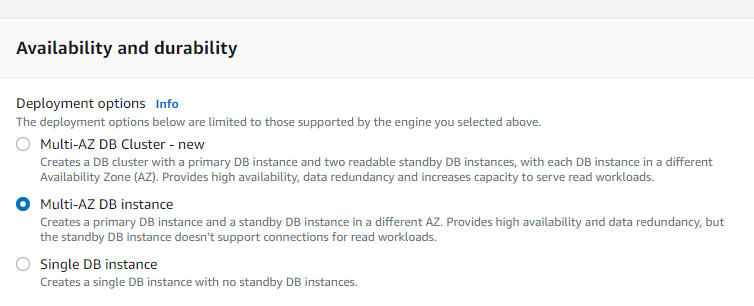 Availability and durability
Deployment options Info
The deployment options below are limited to those supported by the engine you selected above.
Multi-AZ DB Cluster - new
Creates a DB cluster with a primary DB instance and two readable standby DB instances, with each DB instance in a different
Availability Zone (AZ). Provides high availability, data redundancy and increases capacity to serve read workloads.
Multi-AZ DB instance
Creates a primary DB instance and a standby DB instance in a different AZ. Provides high availability and data redundancy, but
the standby DB instance doesn't support connections for read workloads.
Single DB instance
Creates a single DB instance with no standby DB instances.